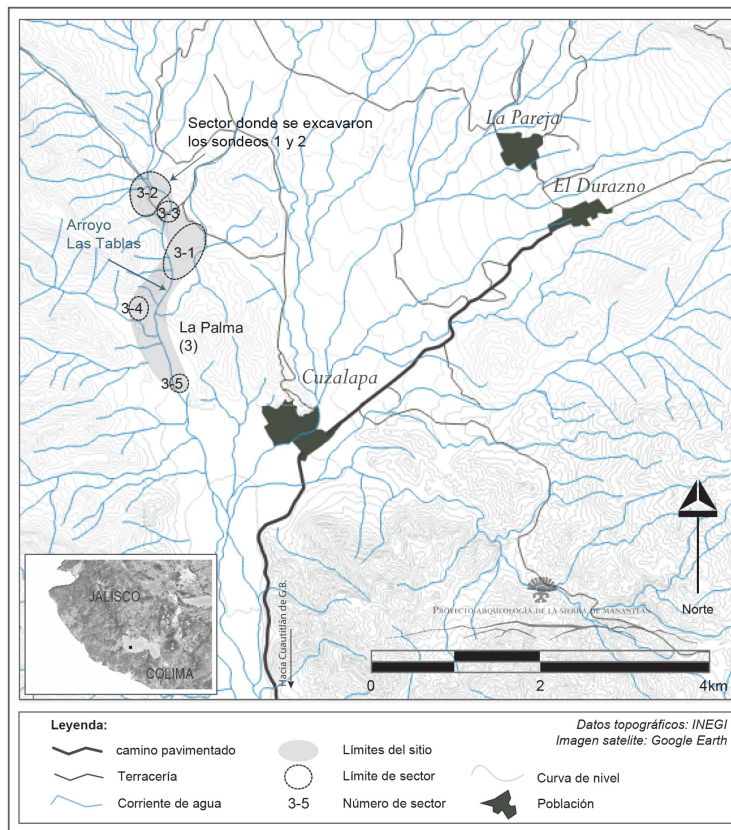 La Pareja
Sector donde se excavaron
los sondeos 1 y 2
El Durazno
3-2
3-3
Arroyo
Las Tablas
3-1
3-4
La Palma
(3)
3-5
Cuzalapa
JALISCO
COLIMA
Hacia Cuautitlán de G.B.
Proyecto arqueología de la sierra de manantlán
Norte
0
2
4km
Leyenda:
camino pavimentado
Terracería
Corriente de agua
Límites del sitio
Límite de sector
3-5
Número de sector
Datos topográficos: INEGI
Imagen satelite: Google Earth
Curva de nivel
Población